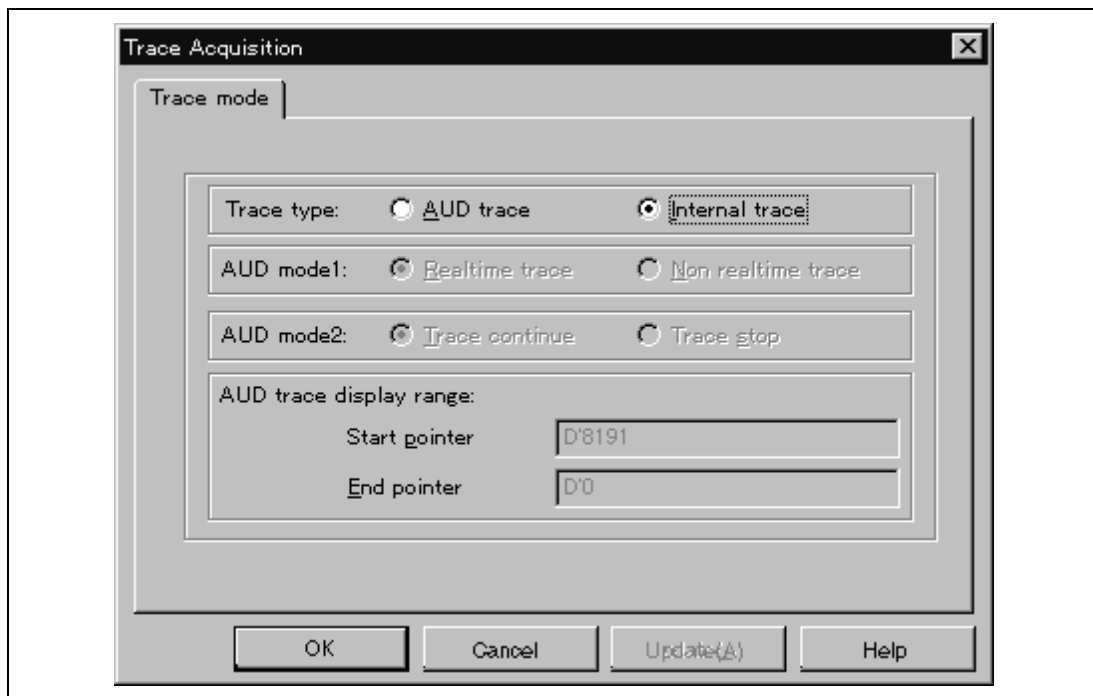 Trace Acquisition
Trace mode
Trace type: AUD trace Internal trace
AUD mode1: Realtime trace Non realtime trace
AUD mode2: Trace continue Trace stop
AUD trace display range:
Start pointer D'8191
End pointer D'0
OK Cancel Update(A) Help